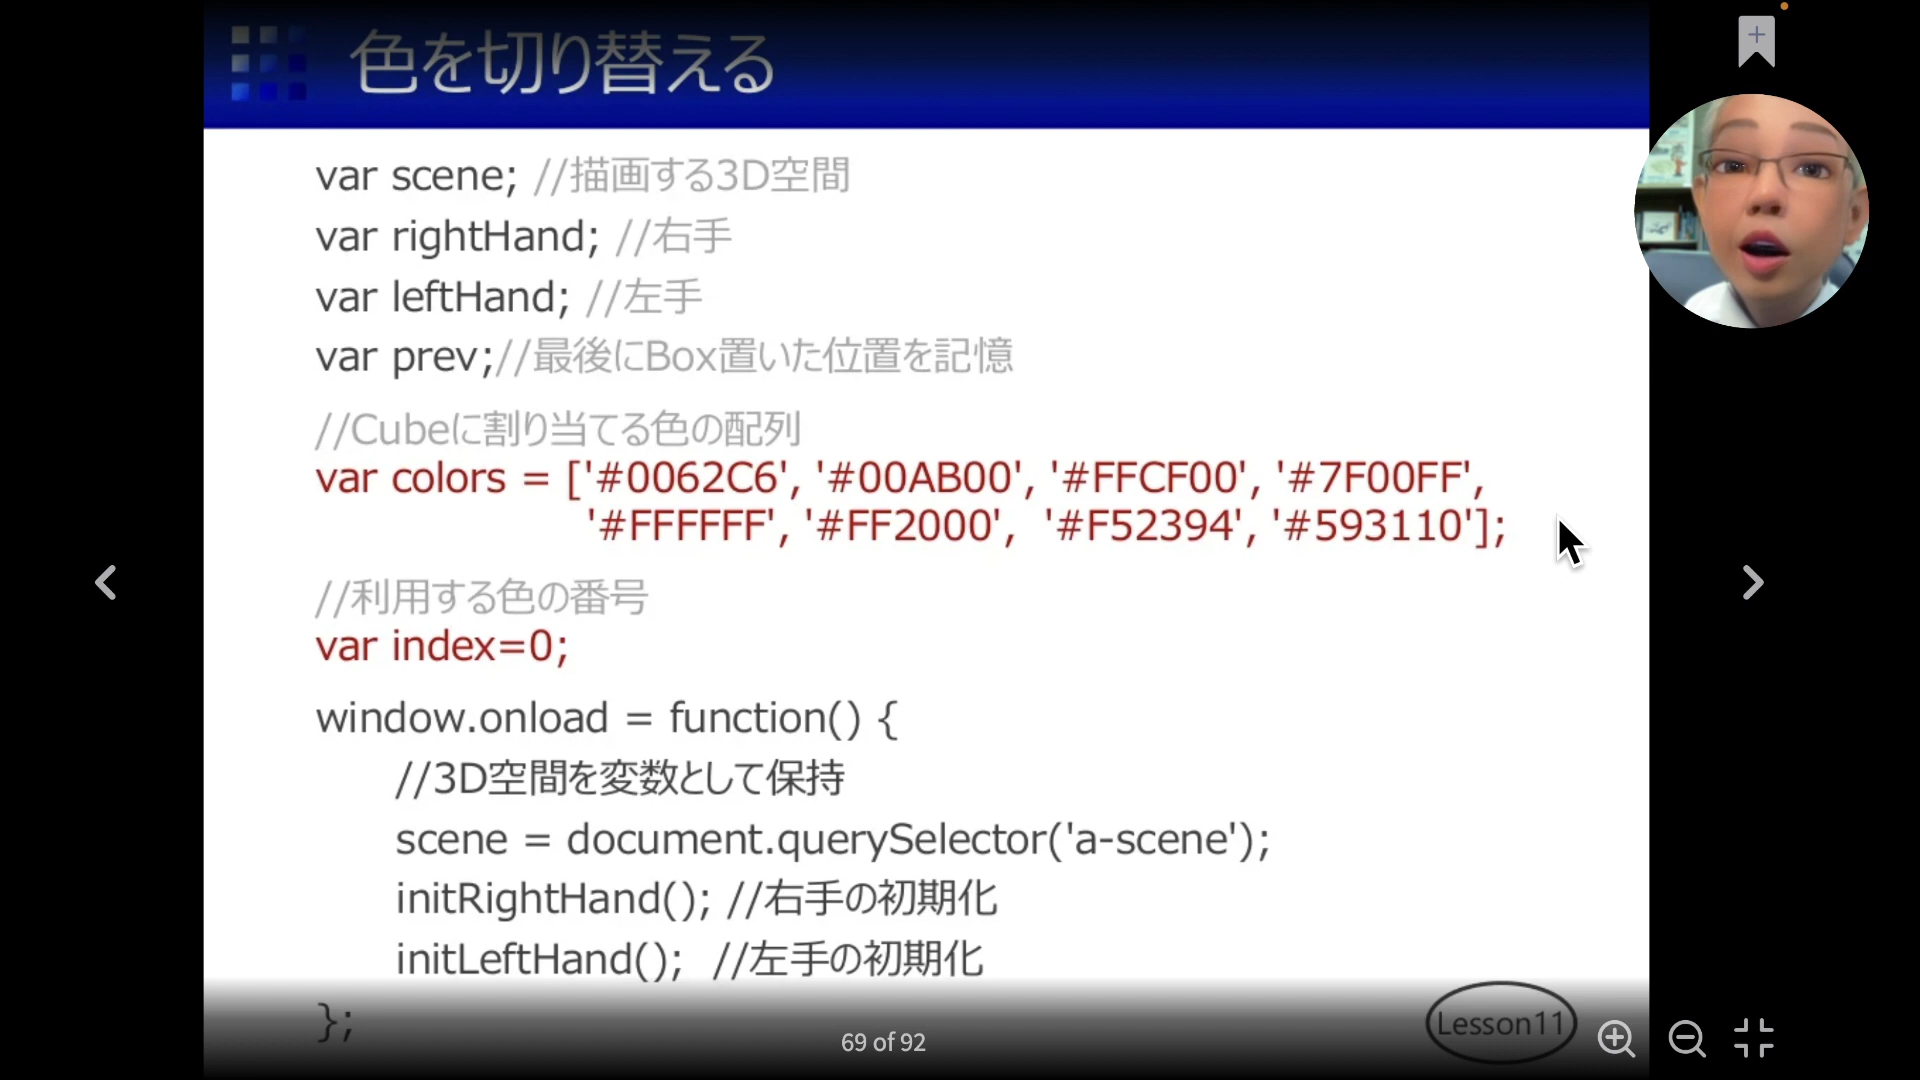 色を切り替える
var scene; //描画する3D空間
var rightHand; //右手
var leftHand; //左手
var prev;//最後にBox置いた位置を記憶
//Cubeに割り当てる色の配列
var colors = ['#0062C6', '#00AB00', '#FFCF00', '#7F00FF',
'#FFFFFF', '#FF2000', '#F52394', '#593110'];
//利用する色の番号
var index=0;
window.onload = function() {
//3D空間を変数として保持
scene = document.querySelector('a-scene');
initRightHand(); //右手の初期化
initLeftHand(); //左手の初期化
};
69 of 92
Lesson11